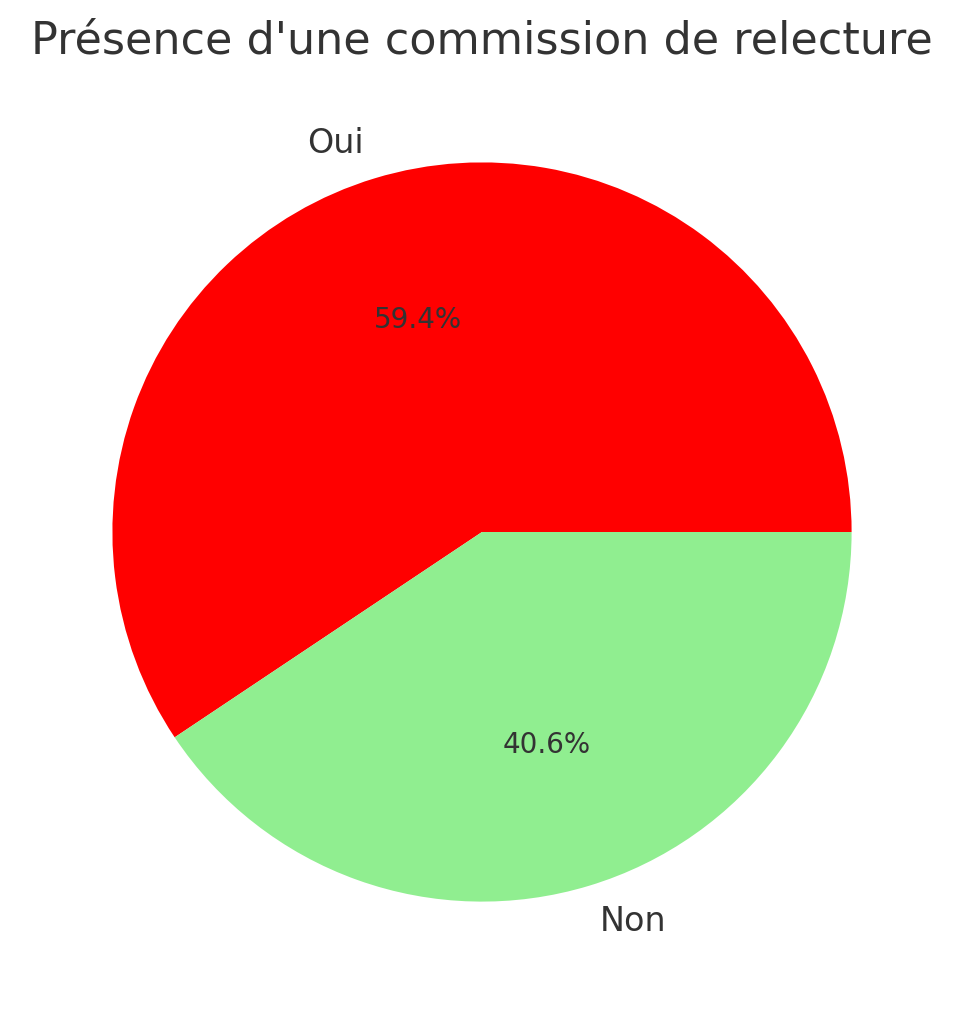 Présence d'une commission de relecture
Oui
59.4%
40.6%
Non